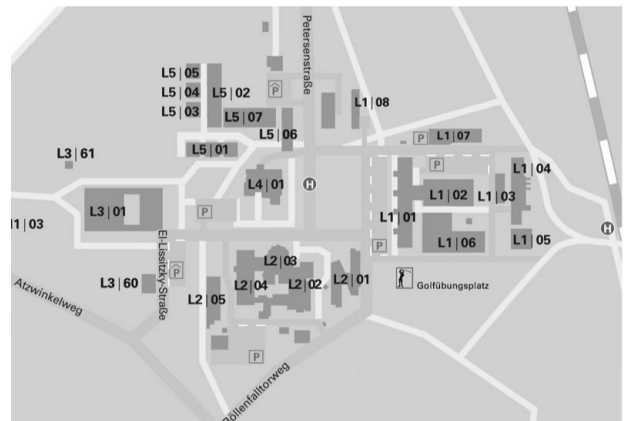 Petersenstraße
L5 | 05
L5 | 04
L5 | 02
L5 | 03
L5 | 07
L5 | 06
L5 | 01
P
L1 | 08
P
L1 | 07
L3 | 61
L4 | 01
H
P
L1 | 04
L1 | 02
L1 | 03
L3 | 01
P
L1 | 01
1 | 03
H
L1 | 06
L1 | 05
P
El-Lissitzky-Straße
L2 | 03
P
L3 | 60
L2 | 04
L2 | 02
L2 | 01
Golfübungsplatz
L2 | 05
Atzwinkelweg
P
Böllenfalltorweg